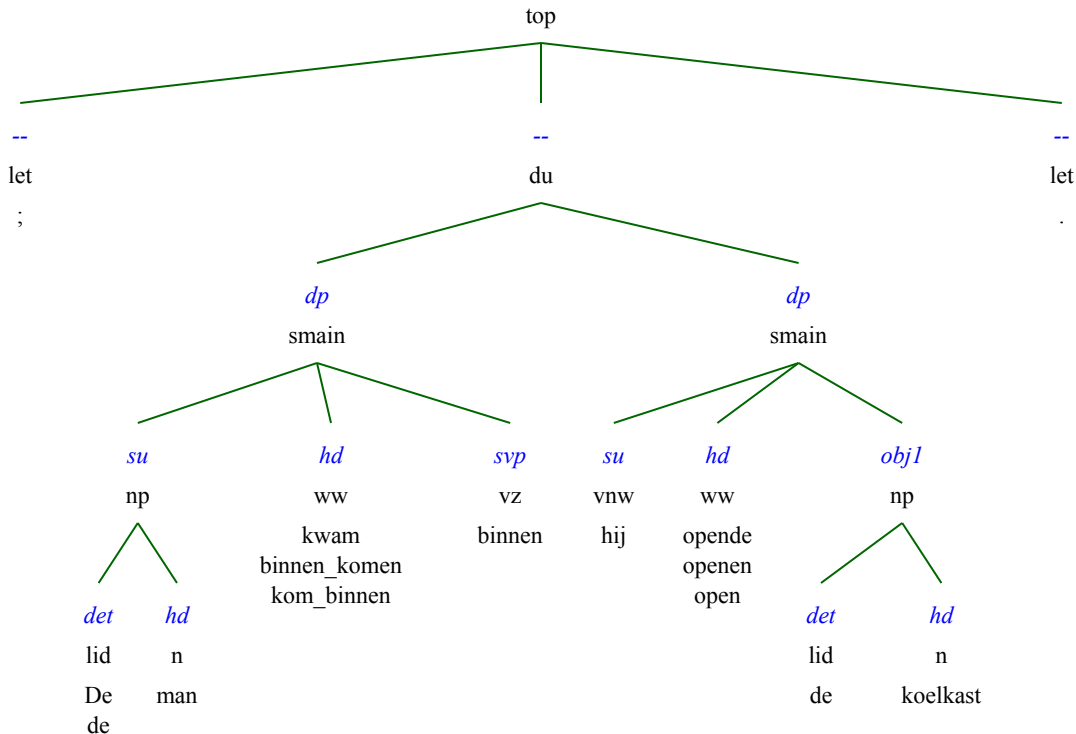 top
-- -- --
let du let
; .
dp dp
smain smain
su hd svp su hd obj1
np ww vz vnw ww np
kwam binnen hij opende
binnen_komen openen
kom_binnen open
det hd det hd
lid n lid n
De man de koelkast
de